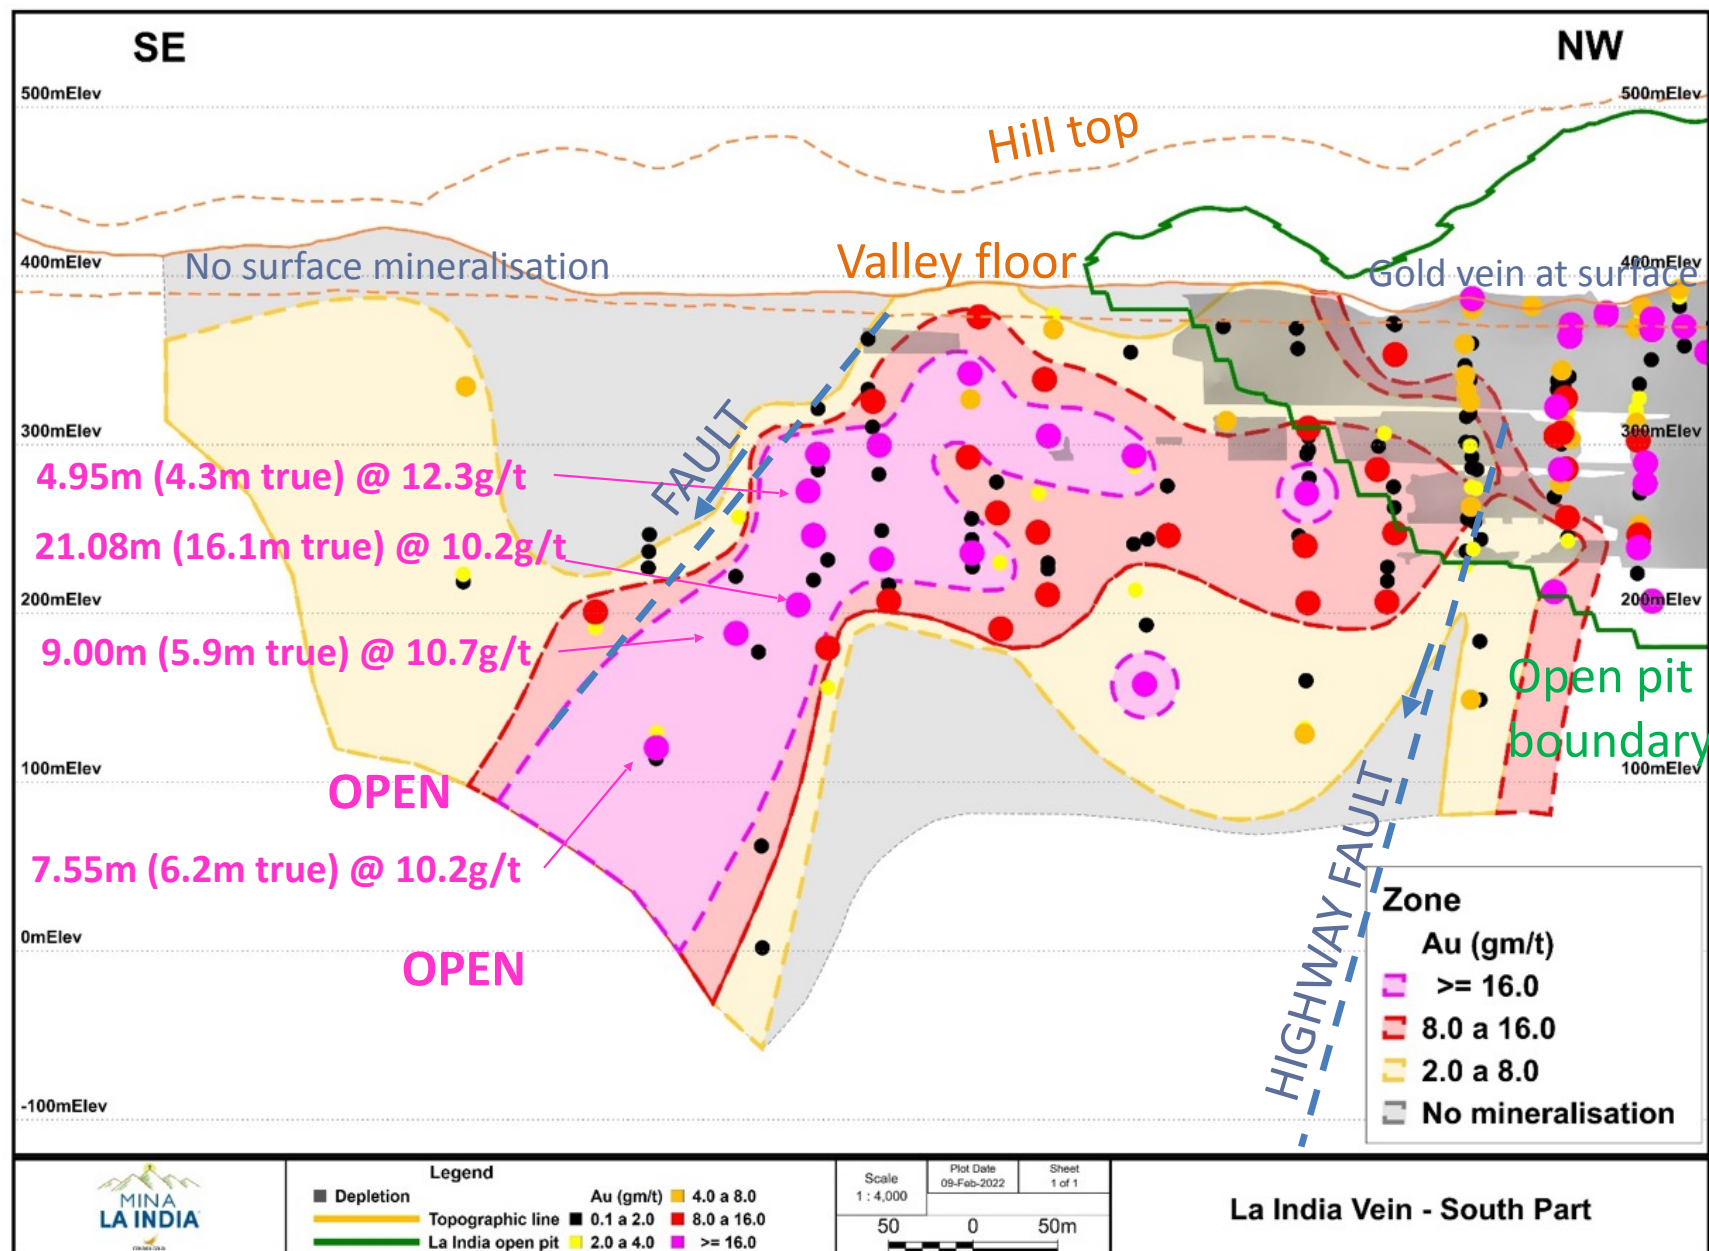 SE
NW
500mElev
500mElev
Hill top
400mElev
No surface mineralisation
Valley floor
400mElev
Gold vein at surface
300mElev
300mElev
FAULT
4.95m (4.3m true) @ 12.3g/t
21.08m (16.1m true) @ 10.2g/t
200mElev
200mElev
9.00m (5.9m true) @ 10.7g/t
Open pit
boundary
100mElev
100mElev
OPEN
7.55m (6.2m true) @ 10.2g/t
HIGHWAY FAULT
0mElev
OPEN
-100mElev
Zone
Au (gm/t)
>= 16.0
8.0 a 16.0
2.0 a 8.0
No mineralisation
MINA
LA INDIA
Legend
Depletion
Topographic line
La India open pit
Au (gm/t)
0.1 a 2.0
2.0 a 4.0
4.0 a 8.0
8.0 a 16.0
>= 16.0
Scale
1 : 4,000
Plot Date
09-Feb-2022
Sheet
1 of 1
50 0 50m
La India Vein - South Part